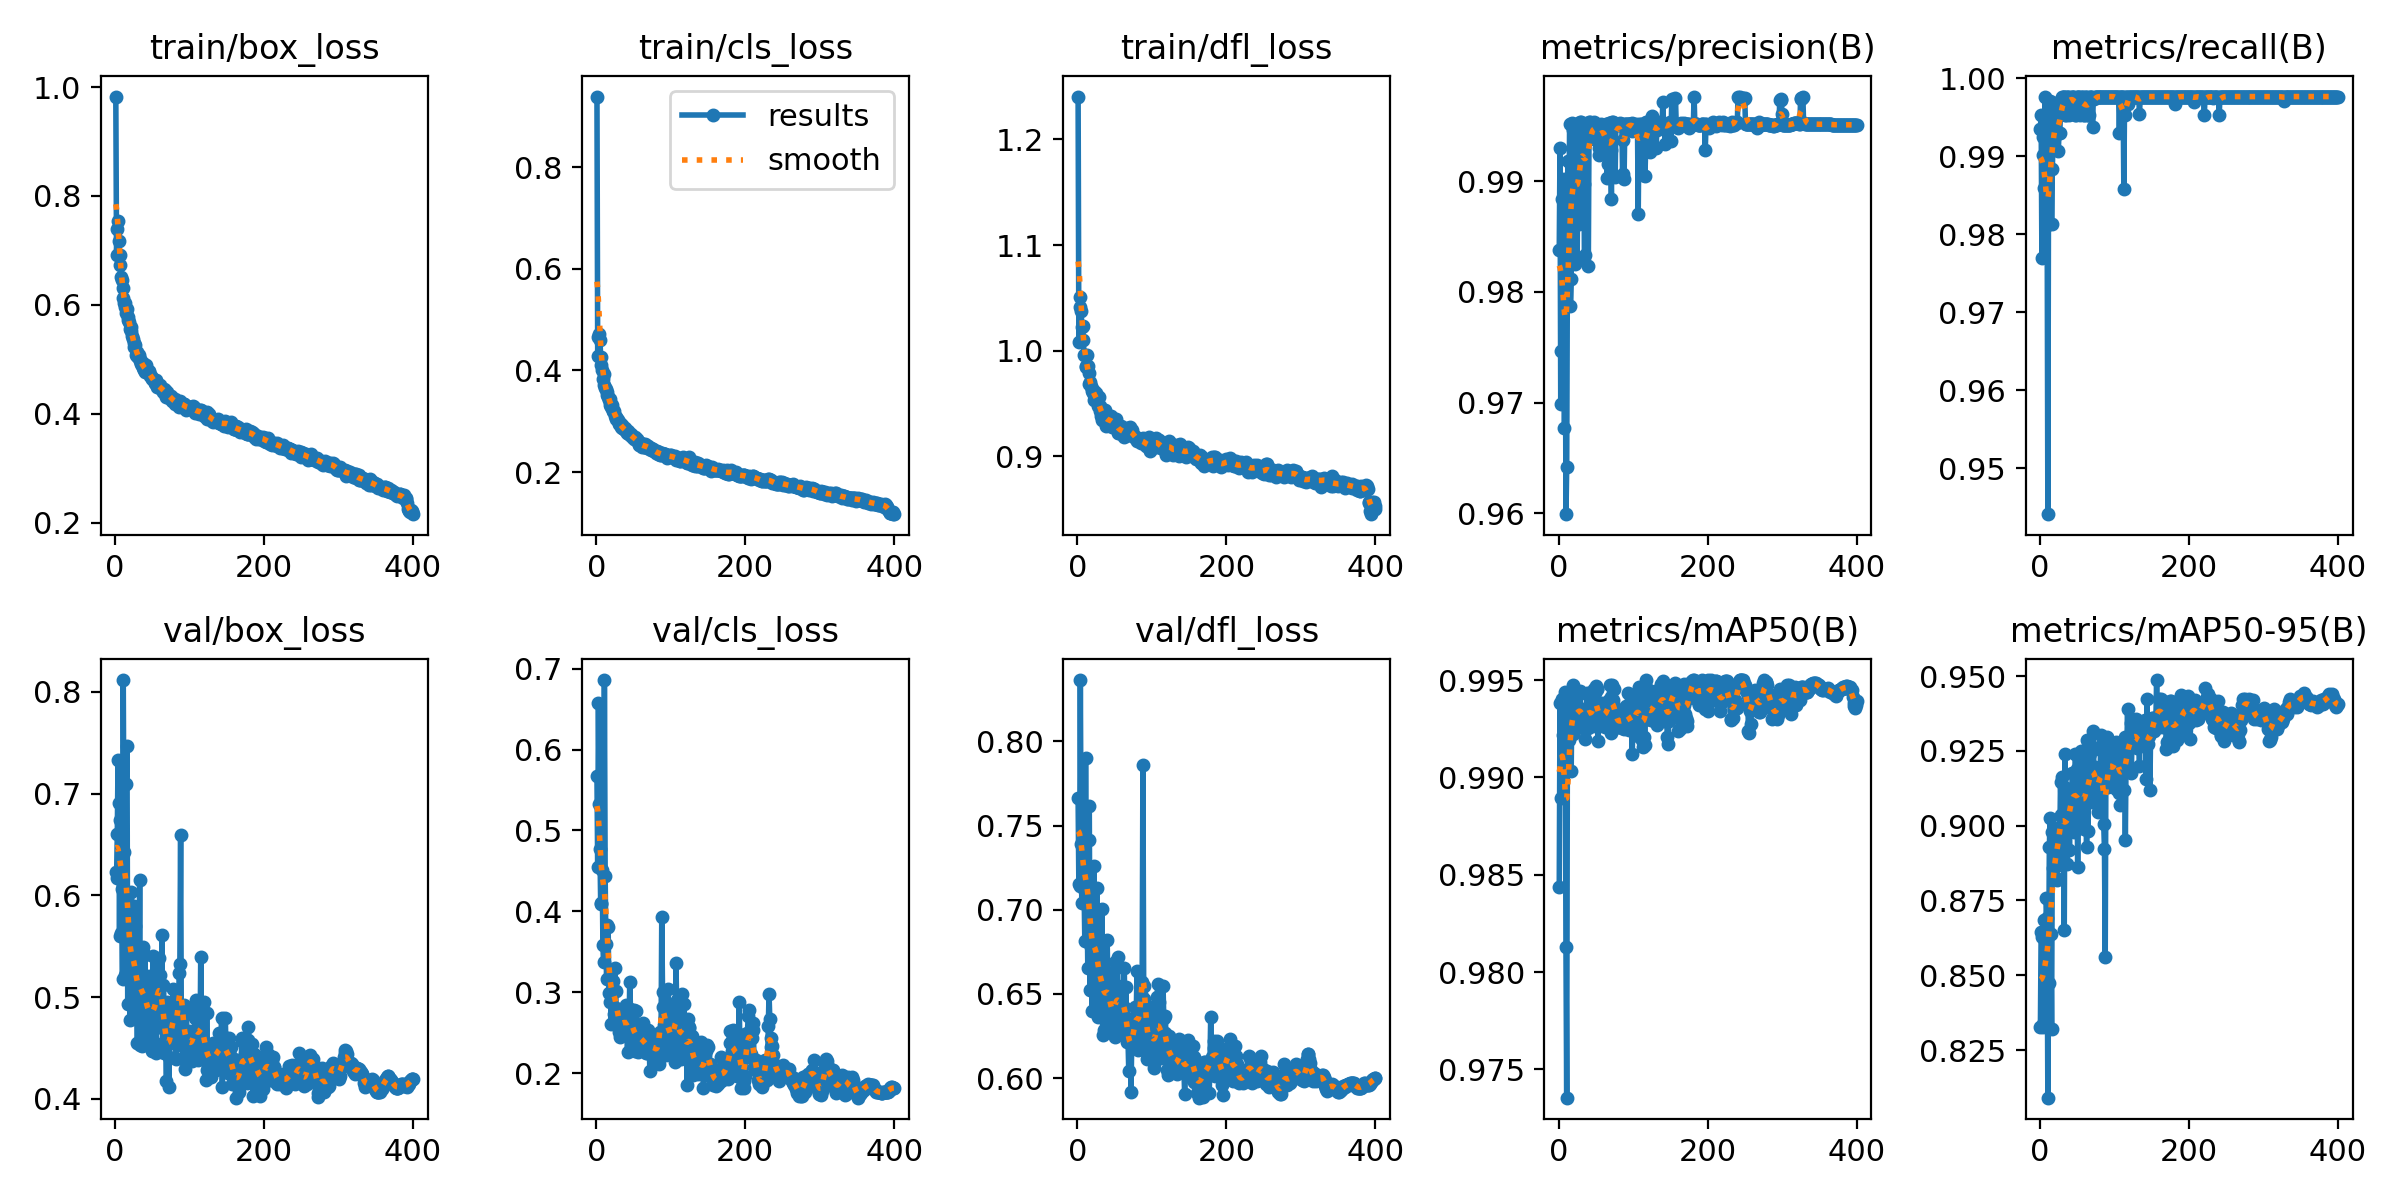 train/box_loss
1.0
0.8
0.6
0.4
0.2
0 200 400
train/cls_loss
results
smooth
0.8
0.6
0.4
0.2
0 200 400
train/dfl_loss
1.2
1.1
1.0
0.9
0 200 400
metrics/precision(B)
0.99
0.98
0.97
0.96
0 200 400
metrics/recall(B)
1.00
0.99
0.98
0.97
0.96
0.95
0 200 400
val/box_loss
0.8
0.7
0.6
0.5
0.4
0 200 400
val/cls_loss
0.7
0.6
0.5
0.4
0.3
0.2
0 200 400
val/dfl_loss
0.80
0.75
0.70
0.65
0.60
0 200 400
metrics/mAP50(B)
0.995
0.990
0.985
0.980
0.975
0 200 400
metrics/mAP50-95(B)
0.950
0.925
0.900
0.875
0.850
0.825
0 200 400